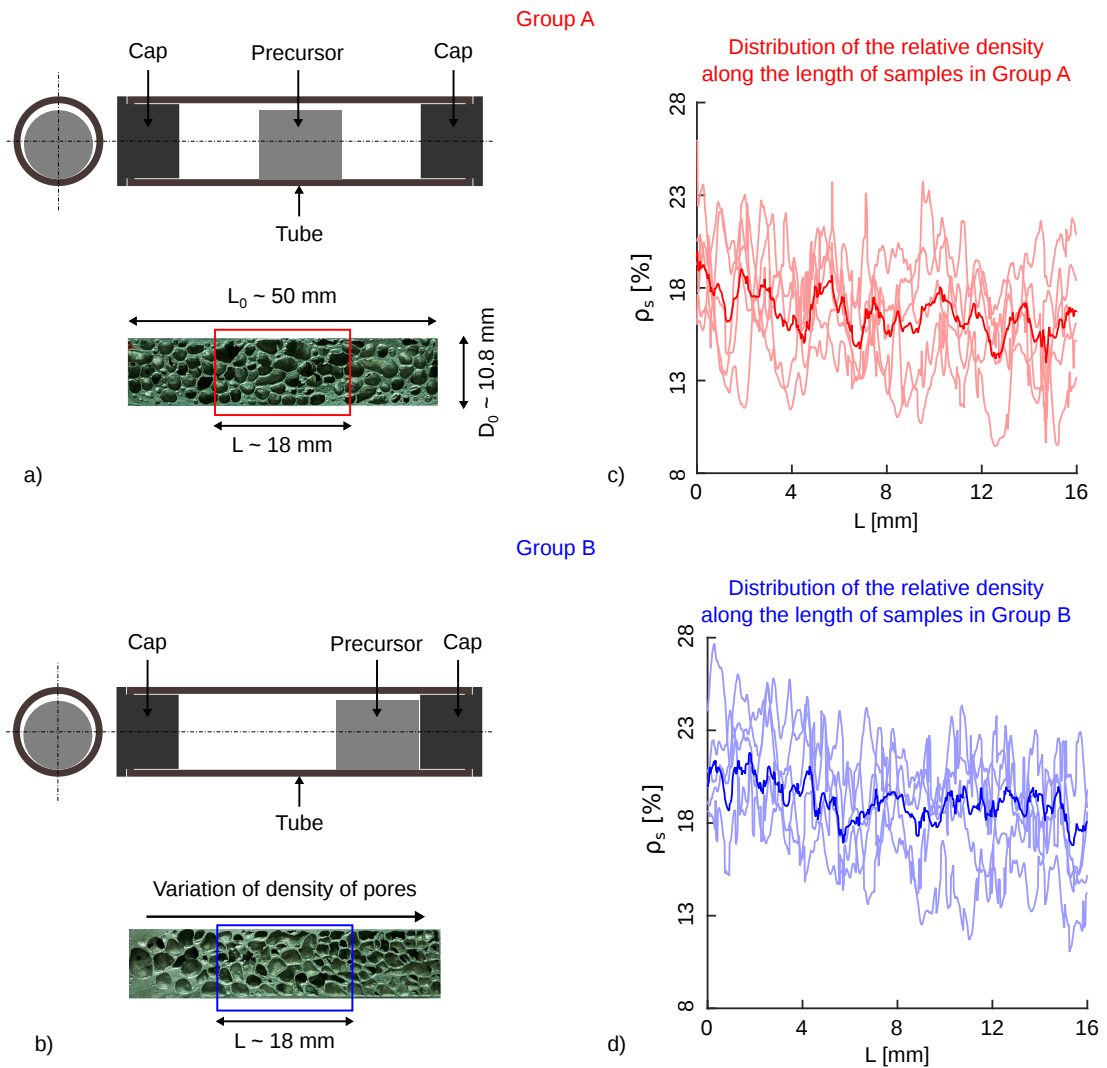 Group A
Cap
Precursor
Cap
Tube
L₀ ~ 50 mm
D₀ ~ 10.8 mm
L ~ 18 mm
a)
Distribution of the relative density
along the length of samples in Group A
28
23
18
13
8
ρₛ [%]
0
4
8
12
16
L [mm]
c)
Group B
Cap
Precursor
Cap
Tube
Variation of density of pores
L ~ 18 mm
b)
Distribution of the relative density
along the length of samples in Group B
28
23
18
13
8
ρₛ [%]
0
4
8
12
16
L [mm]
d)